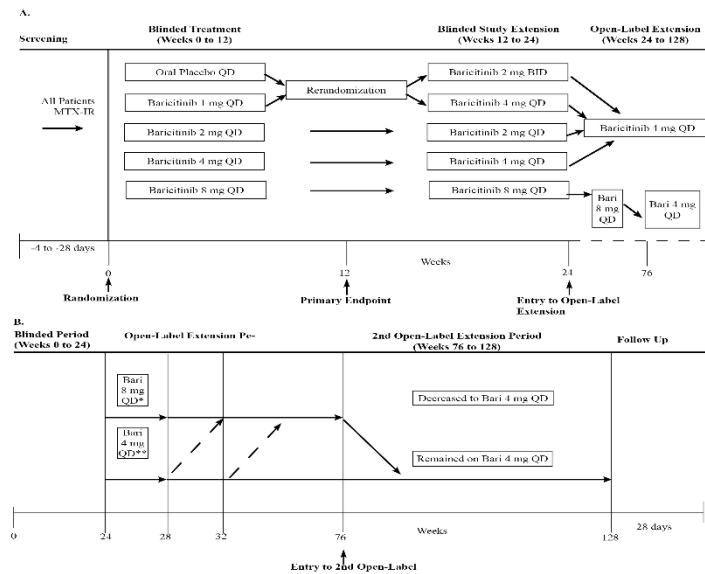 A.
Screening
Blinded Treatment
(Weeks 0 to 12)
Blinded Study Extension
(Weeks 12 to 24)
Open-Label Extension
(Weeks 24 to 128)
All Patients
MTX-IR
Oral Placebo QD
Baricitinib 1 mg QD
Baricitinib 2 mg QD
Baricitinib 4 mg QD
Baricitinib 8 mg QD
Rerandomization
Baricitinib 2 mg BID
Baricitinib 4 mg QD
Baricitinib 2 mg QD
Baricitinib 4 mg QD
Baricitinib 8 mg QD
Baricitinib 4 mg QD
Bari
8 mg
QD
Bari 4 mg
QD
-4 to -28 days
0
12
Weeks
24
76
Randomization
Primary Endpoint
Entry to Open-Label
Extension
B.
Blinded Period
(Weeks 0 to 24)
Open-Label Extension Pe-
2nd Open-Label Extension Period
(Weeks 76 to 128)
Follow Up
Bari
8 mg
QD*
Bari
4 mg
QD**
Decreased to Bari 4 mg QD
Remained on Bari 4 mg QD
0
24
28
32
76
Weeks
128
28 days
Entry to 2nd Open-Label